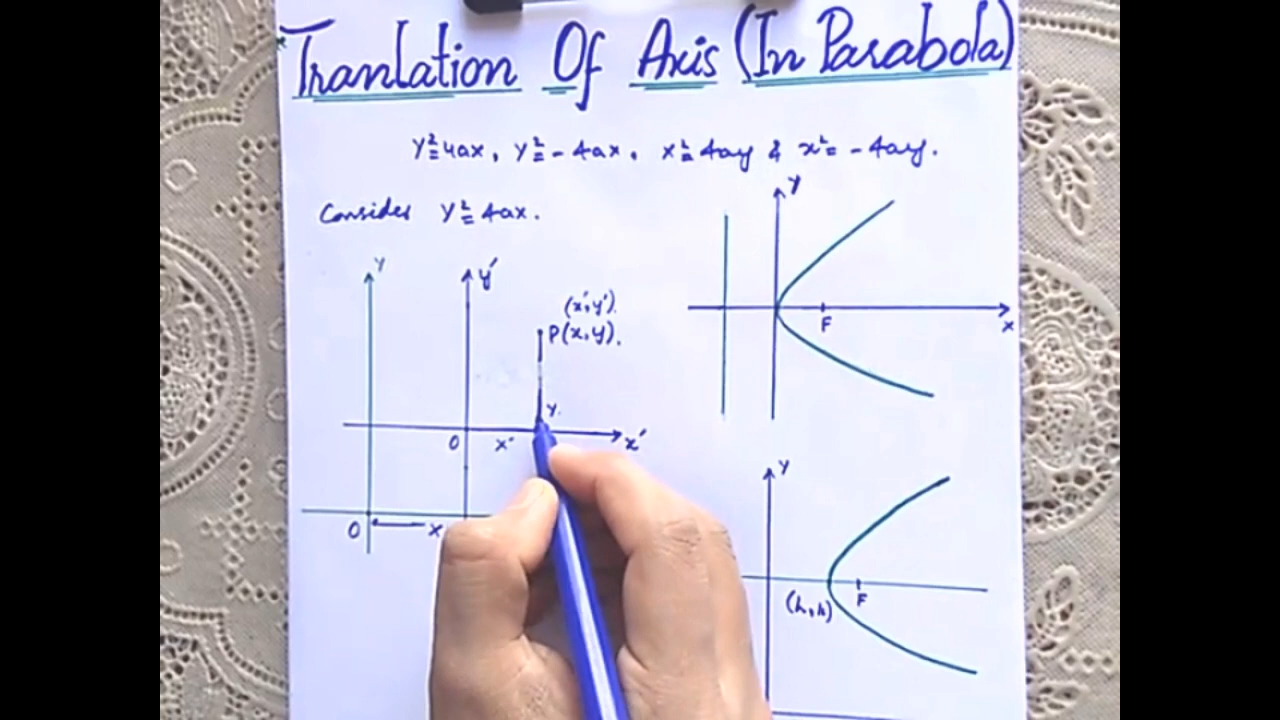 Tranlation Of Axis (In Parabola)
y²=4ax, y²=-4ax, x²=4ay & x²=-4ay.
Consider y²=4ax.
y
y'
(x',y').
P(x,y).
y.
O
x'
x'
O
x
y
F
x
y
(h,k)
F